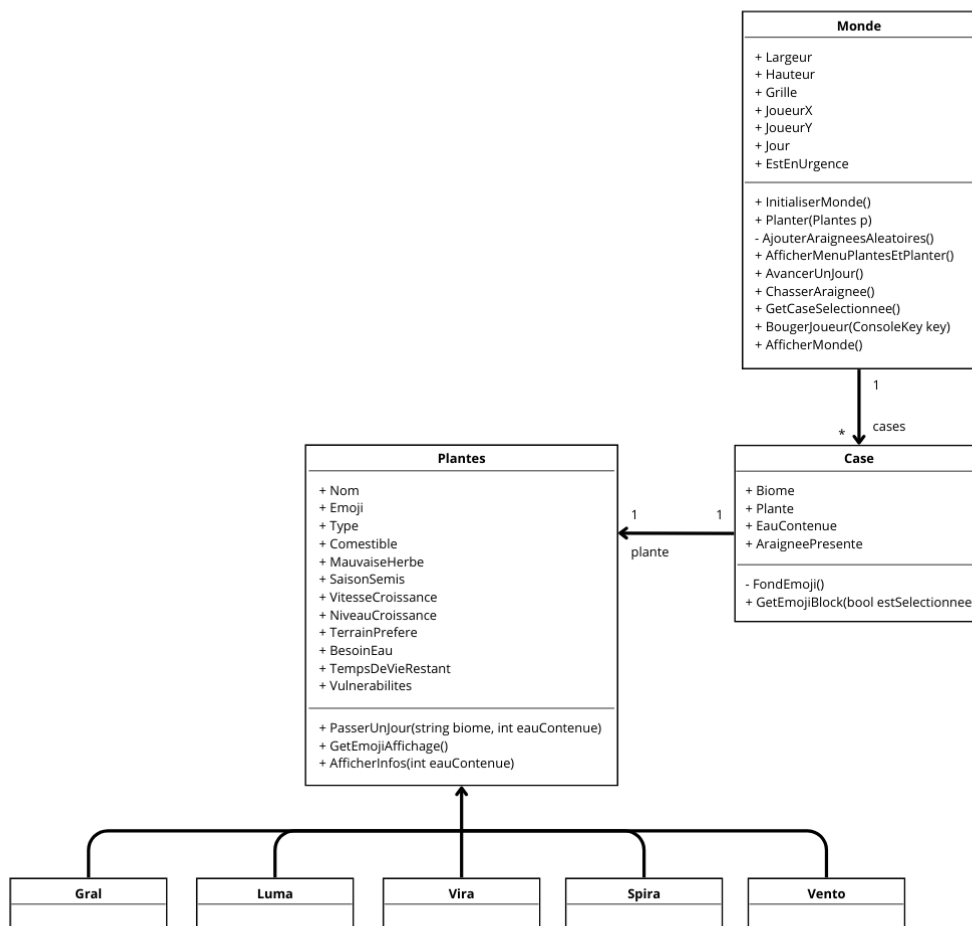 Monde
+ Largeur
+ Hauteur
+ Grille
+ JoueurX
+ JoueurY
+ Jour
+ EstEnUrgence
+ InitialiserMonde()
+ Planter(Plantes p)
- AjouterAraigneesAleatoires()
+ AfficherMenuPlantesEtPlanter()
+ AvancerUnJour()
+ ChasserAraignee()
+ GetCaseSelectionnee()
+ BougerJoueur(ConsoleKey key)
+ AfficherMonde()
1
* cases
Case
+ Biome
+ Plante
+ EauContenue
+ AraigneePresente
- FondEmoji()
+ GetEmojiBlock(bool estSelectionnee
1 1
plante
Plantes
+ Nom
+ Emoji
+ Type
+ Comestible
+ MauvaiseHerbe
+ SaisonSemis
+ VitesseCroissance
+ NiveauCroissance
+ TerrainPrefere
+ BesoinEau
+ TempsDeVieRestant
+ Vulnerabilites
+ PasserUnJour(string biome, int eauContenue)
+ GetEmojiAffichage()
+ AfficherInfos(int eauContenue)
Gral
Luma
Vira
Spira
Vento